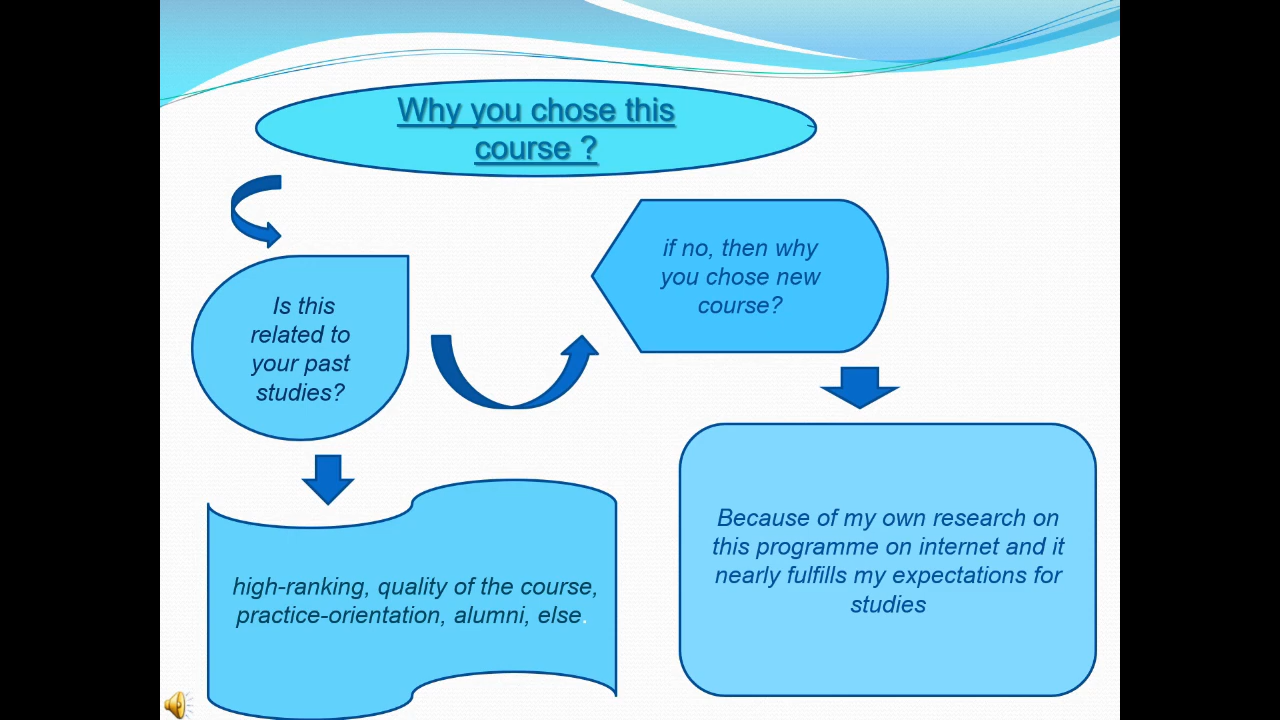 Why you chose this
course ?
Is this
related to
your past
studies?
if no, then why
you chose new
course?
high-ranking, quality of the course,
practice-orientation, alumni, else.
Because of my own research on
this programme on internet and it
nearly fulfills my expectations for
studies